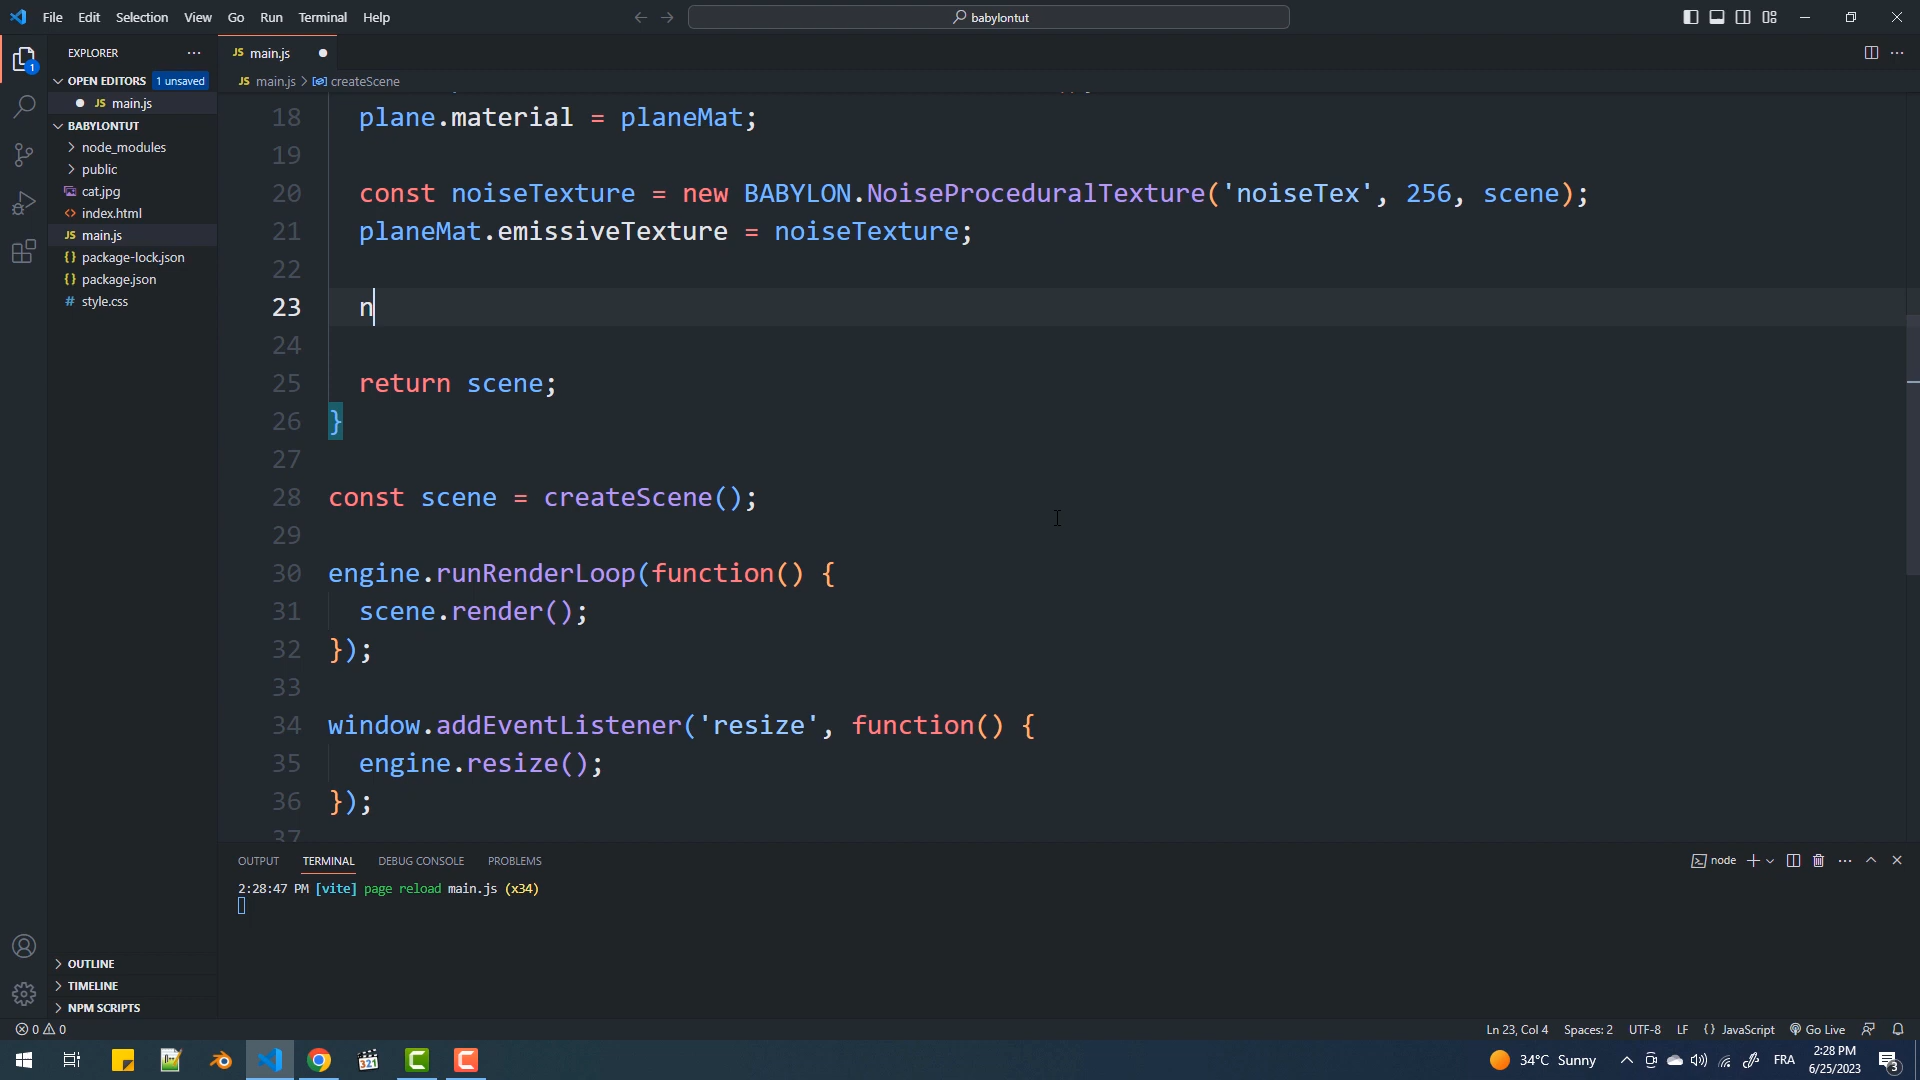 File Edit Selection View Go Run Terminal Help
babylontut
EXPLORER
JS main.js
OPEN EDITORS 1 unsaved
JS main.js
BABYLONTUT
node_modules
public
cat.jpg
index.html
JS main.js
package-lock.json
package.json
# style.css
OUTLINE
TIMELINE
NPM SCRIPTS
JS main.js > createScene
18 plane.material = planeMat;
19
20 const noiseTexture = new BABYLON.NoiseProceduralTexture('noiseTex', 256, scene);
21 planeMat.emissiveTexture = noiseTexture;
22
23 n
24
25 return scene;
26 }
27
28 const scene = createScene();
29
30 engine.runRenderLoop(function() {
31 scene.render();
32 });
33
34 window.addEventListener('resize', function() {
35 engine.resize();
36 });
37
OUTPUT TERMINAL DEBUG CONSOLE PROBLEMS
node
2:28:47 PM [vite] page reload main.js (x34)
0 0
Ln 23, Col 4 Spaces: 2 UTF-8 LF {} JavaScript Go Live
34°C Sunny
FRA
2:28 PM
6/25/2023
3